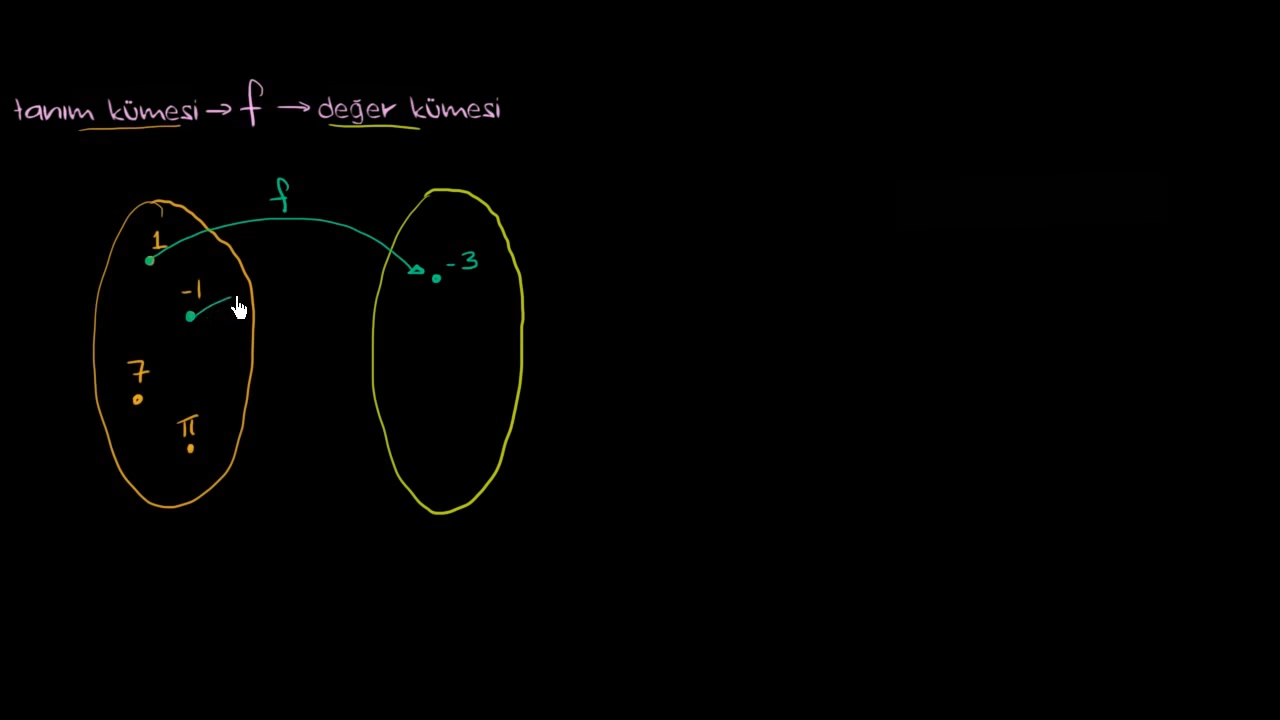 tanım kümesi → f → değer kümesi
f
1
-3
-1
7
π